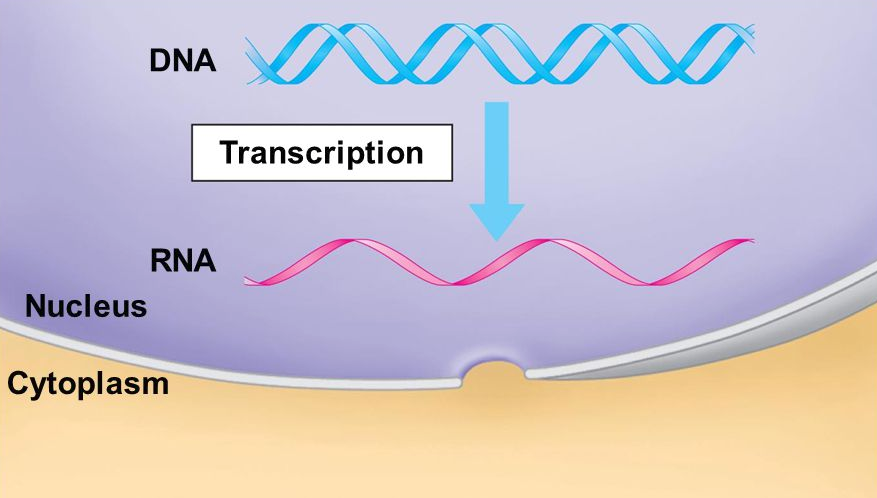 DNA
Transcription
RNA
Nucleus
Cytoplasm